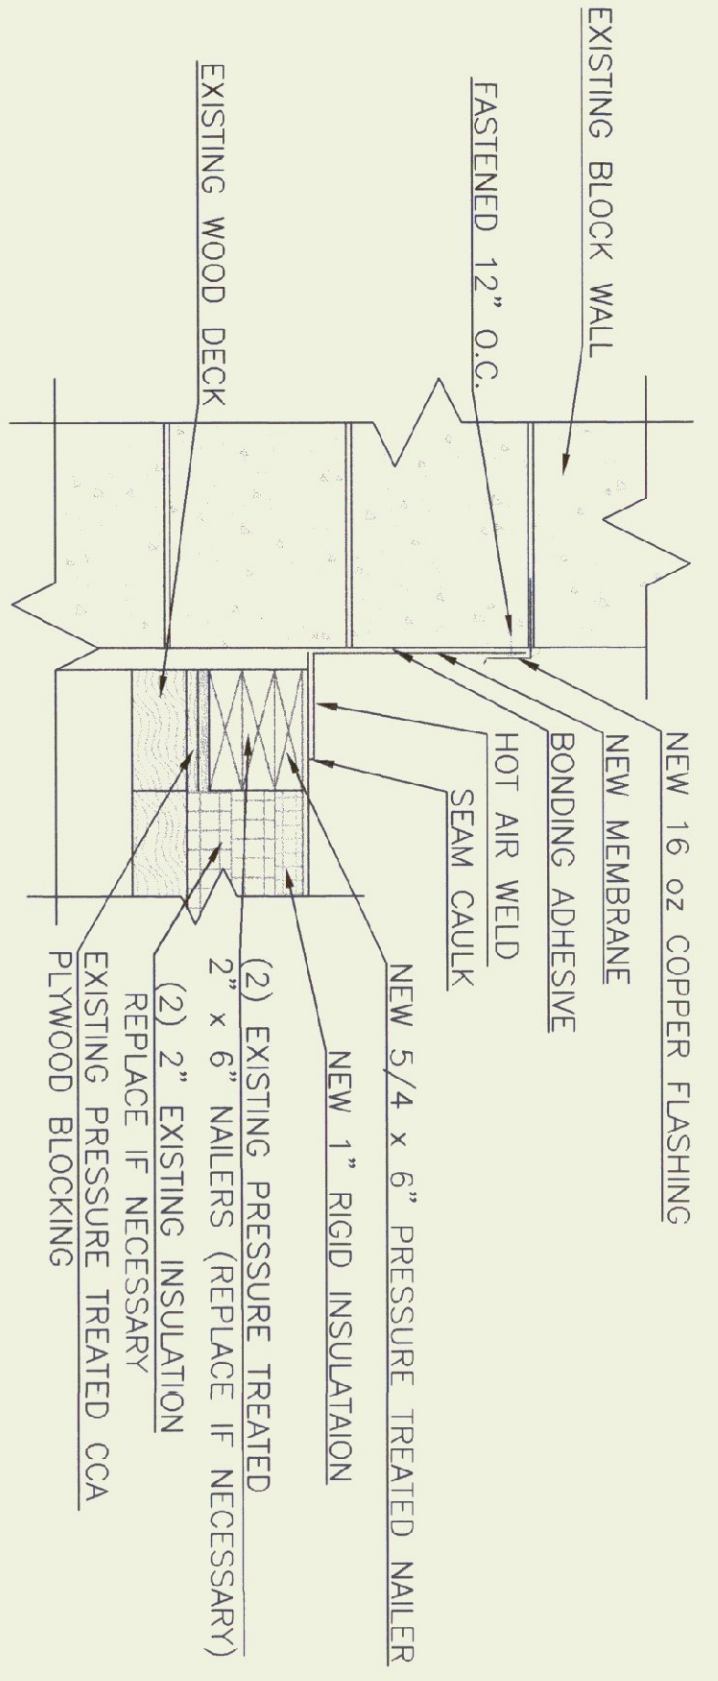 EXISTING BLOCK WALL
FASTENED 12" O.C.
EXISTING WOOD DECK
NEW 16 oz COPPER FLASHING
NEW MEMBRANE
BONDING ADHESIVE
HOT AIR WELD
SEAM CAULK
NEW 5/4 x 6" PRESSURE TREATED NAILER
NEW 1" RIGID INSULATAION
(2) EXISTING PRESSURE TREATED
2" x 6" NAILERS (REPLACE IF NECESSARY)
(2) 2" EXISTING INSULATION
REPLACE IF NECESSARY
EXISTING PRESSURE TREATED CCA
PLYWOOD BLOCKING